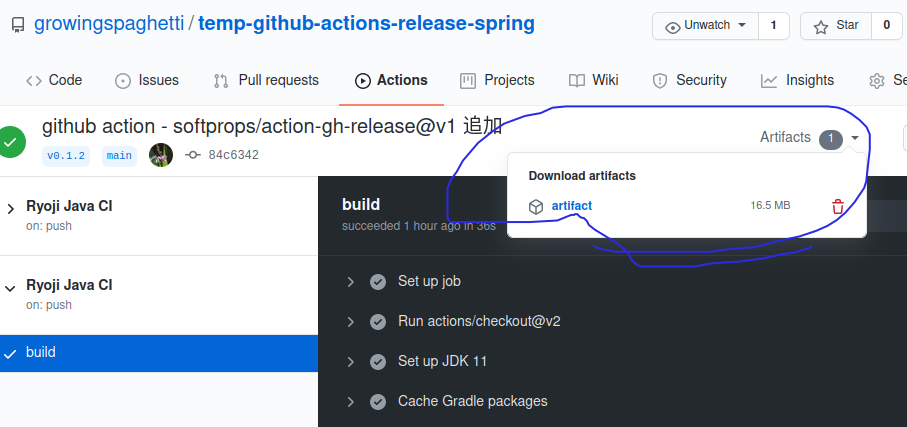 growingspaghetti / temp-github-actions-release-spring
Unwatch 1 Star 0
Code Issues Pull requests Actions Projects Wiki Security Insights Se
github action - softprops/action-gh-release@v1 追加
Artifacts 1
v0.1.2 main 84c6342
Download artifacts
artifact 16.5 MB
Ryoji Java CI
on: push
Ryoji Java CI
on: push
build
build
succeeded 1 hour ago in 36s
Set up job
Run actions/checkout@v2
Set up JDK 11
Cache Gradle packages